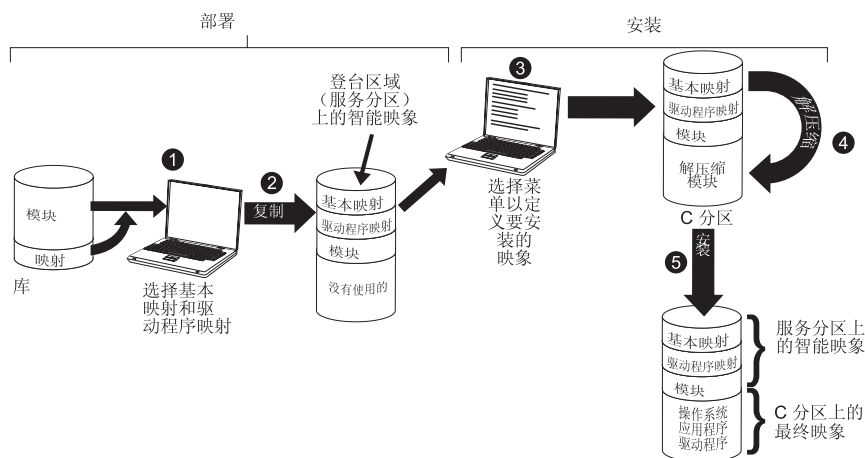 部署
安装
登台区域
（服务分区）
上的智能映象
3
基本映射
驱动程序映射
模块
解压缩
模块
解压缩
4
C 分区
1
2
复制
模块
映射
库
选择基本
映射和驱
动程序映射
基本映射
驱动程序映射
模块
没有使用的
选择菜
单以定
义要安
装的
映象
5
安装
基本映射
驱动程序映射
模块
操作系统
应用程序
驱动程序
服务分区上
的智能映象
C 分区上的
最终映象